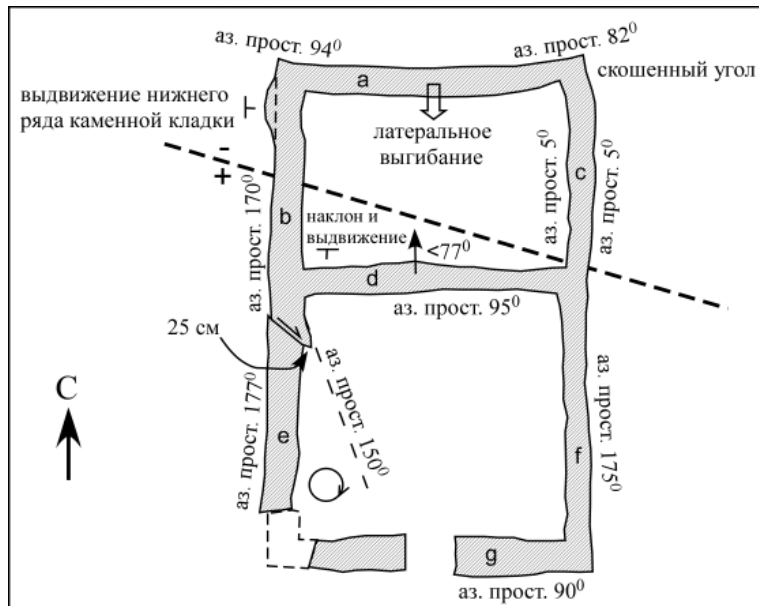 аз. прост. 94⁰
аз. прост. 82⁰
скошенный угол
a
выдвижение нижнего
ряда каменной кладки
латеральное
выгибание
-
+
аз. прост. 5⁰
c
аз. прост. 5⁰
аз. прост. 170⁰
b
наклон и
выдвижение
<77⁰
d
аз. прост. 95⁰
25 см
аз. прост. 150⁰
С
аз. прост. 177⁰
e
f
аз. прост. 175⁰
g
аз. прост. 90⁰